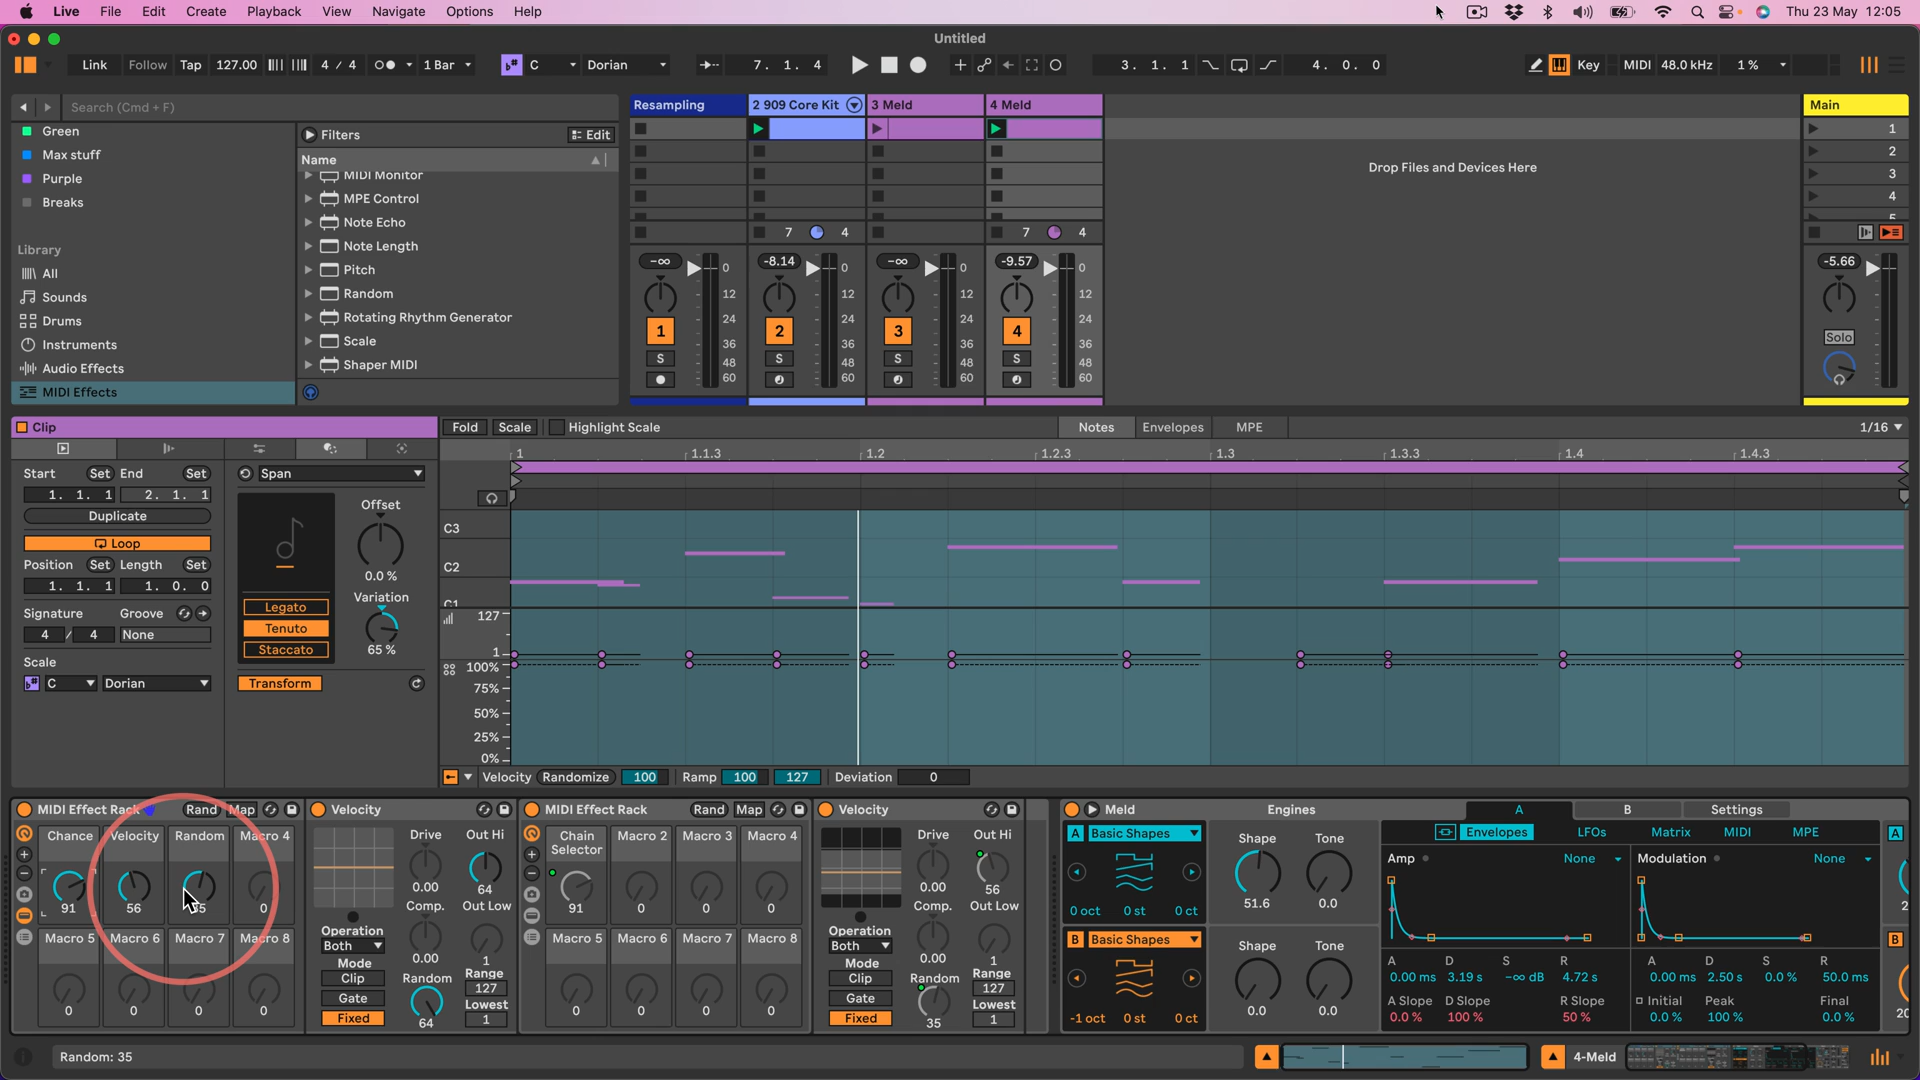 Live File Edit Create Playback View Navigate Options Help Thu 23 May 12:05
Untitled
Link Follow Tap 127.00 4 / 4 1 Bar C Dorian 7. 1. 4 3. 1. 1 4. 0. 0 Key MIDI 48.0 kHz 1 %
Search (Cmd + F)
Green
Max stuff
Purple
Breaks
Library
All
Sounds
Drums
Instruments
Audio Effects
MIDI Effects
Filters Edit
Name
MIDI Monitor
MPE Control
Note Echo
Note Length
Pitch
Random
Rotating Rhythm Generator
Scale
Shaper MIDI
Resampling 2 909 Core Kit 3 Meld 4 Meld Main
1
2
3
4
5
Drop Files and Devices Here
7 4 7 4
-∞ -8.14 -∞ -9.57 -5.66
0 0 0 0
12 12 12 12
24 24 24 24
36 36 36 36
48 48 48 48
60 60 60 60
1 2 3 4
S S S S
Solo
Clip
Start Set End Set
1. 1. 1 2. 1. 1
Duplicate
Loop
Position Set Length Set
1. 1. 1 1. 0. 0
Signature Groove
4 / 4 None
Scale
C Dorian
Span
Offset
0.0 %
Variation
65 %
Legato
Tenuto
Staccato
Transform
Fold Scale Highlight Scale Notes Envelopes MPE 1/16
1 1.1.3 1.2 1.2.3 1.3 1.3.3 1.4 1.4.3
C3
C2
C1
127
1
100%
75%
50%
25%
0%
Velocity Randomize 100 Ramp 100 127 Deviation 0
MIDI Effect Rack Rand Map
Chance Velocity Random Macro 4
91 56 35 0
Macro 5 Macro 6 Macro 7 Macro 8
0 0 0 0
Velocity
Drive Out Hi
0.00 64
Comp. Out Low
0.00 1
Operation
Both
Mode
Clip
Gate
Fixed
Random
64
Range
127
Lowest
1
MIDI Effect Rack Rand Map
Chain Selector Macro 2 Macro 3 Macro 4
91 0 0 0
Macro 5 Macro 6 Macro 7 Macro 8
0 0 0 0
Velocity
Drive Out Hi
0.00 56
Comp. Out Low
0.00 1
Operation
Both
Mode
Clip
Gate
Fixed
Random
35
Range
127
Lowest
1
Meld Engines A B Settings
A Basic Shapes
0 oct 0 st 0 ct
B Basic Shapes
-1 oct 0 st 0 ct
Shape Tone
51.6 0.0
Shape Tone
0.0 0.0
Envelopes LFOs Matrix MIDI MPE
Amp None Modulation None
A D S R A D S R
0.00 ms 3.19 s -∞ dB 4.72 s 0.00 ms 2.50 s 0.0 % 50.0 ms
A Slope D Slope R Slope Initial Peak Final
0.0 % 100 % 50 % 0.0 % 100 % 0.0 %
A
B
Random: 35
4-Meld